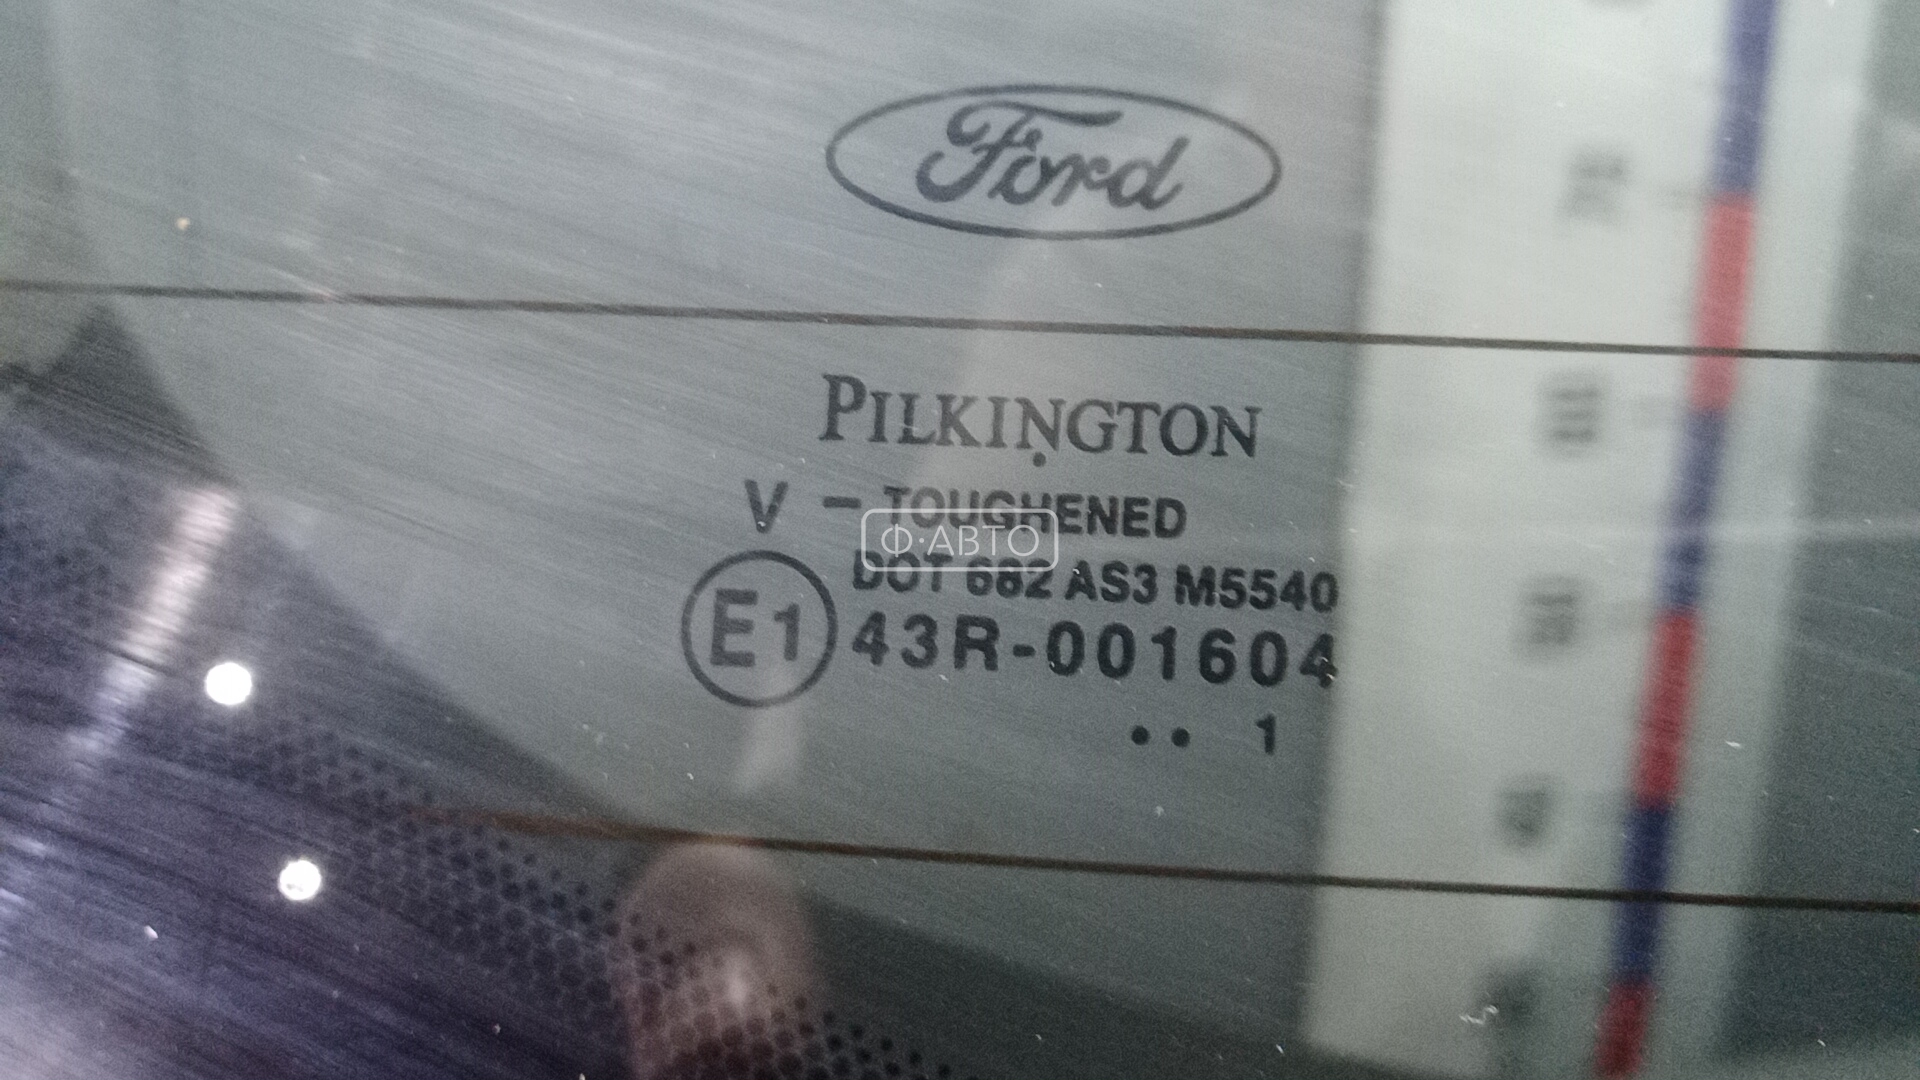 Ford
PILKINGTON
V - TOUGHENED
Ф·АВТО
DOT 682 AS3 M5540
E1 43R-001604
.. 1